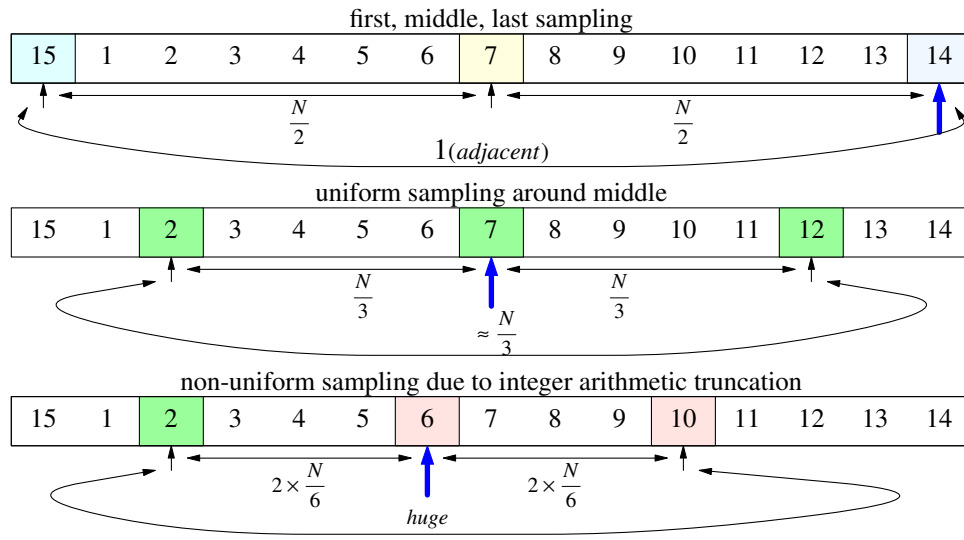 first, middle, last sampling
15 1 2 3 4 5 6 7 8 9 10 11 12 13 14
N/2 N/2
1(adjacent)
uniform sampling around middle
15 1 2 3 4 5 6 7 8 9 10 11 12 13 14
N/3 N/3
≈ N/3
non-uniform sampling due to integer arithmetic truncation
15 1 2 3 4 5 6 7 8 9 10 11 12 13 14
2 × N/6 2 × N/6
huge